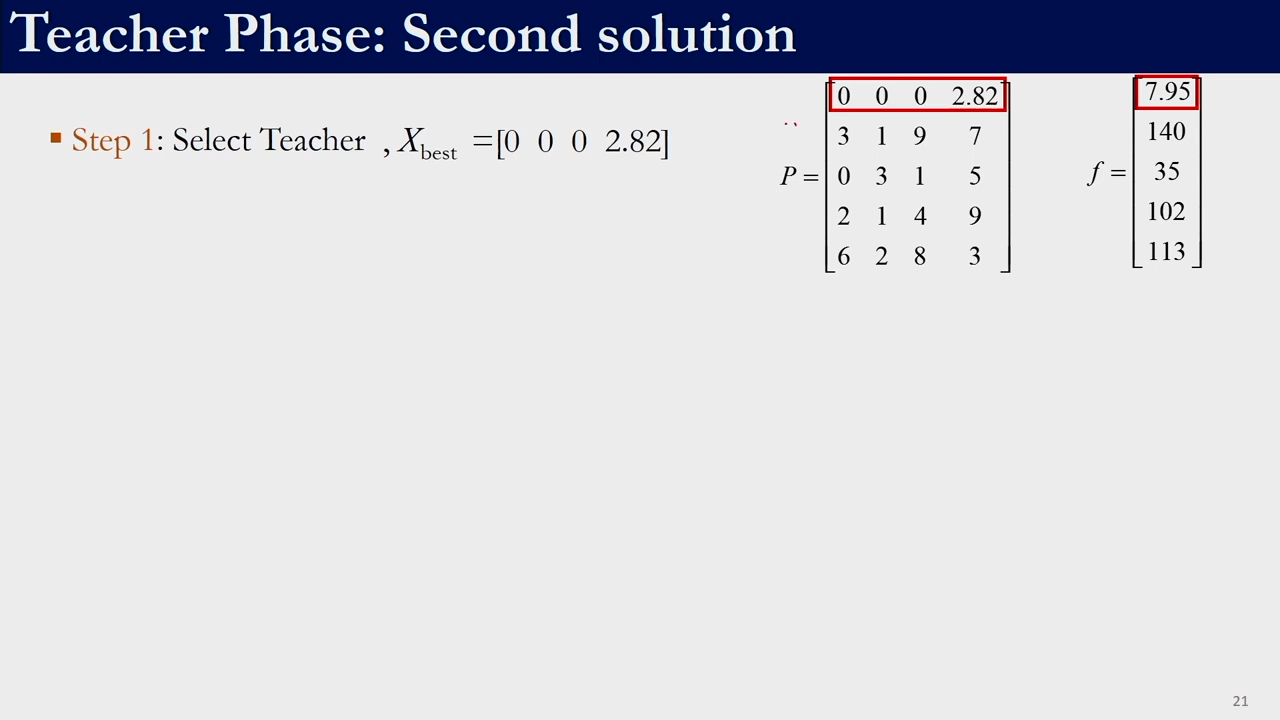 Teacher Phase: Second solution
▪ Step 1: Select Teacher , X_best =[0 0 0 2.82]
P = [0 0 0 2.82
3 1 9 7
0 3 1 5
2 1 4 9
6 2 8 3]
f = [7.95
140
35
102
113]
21